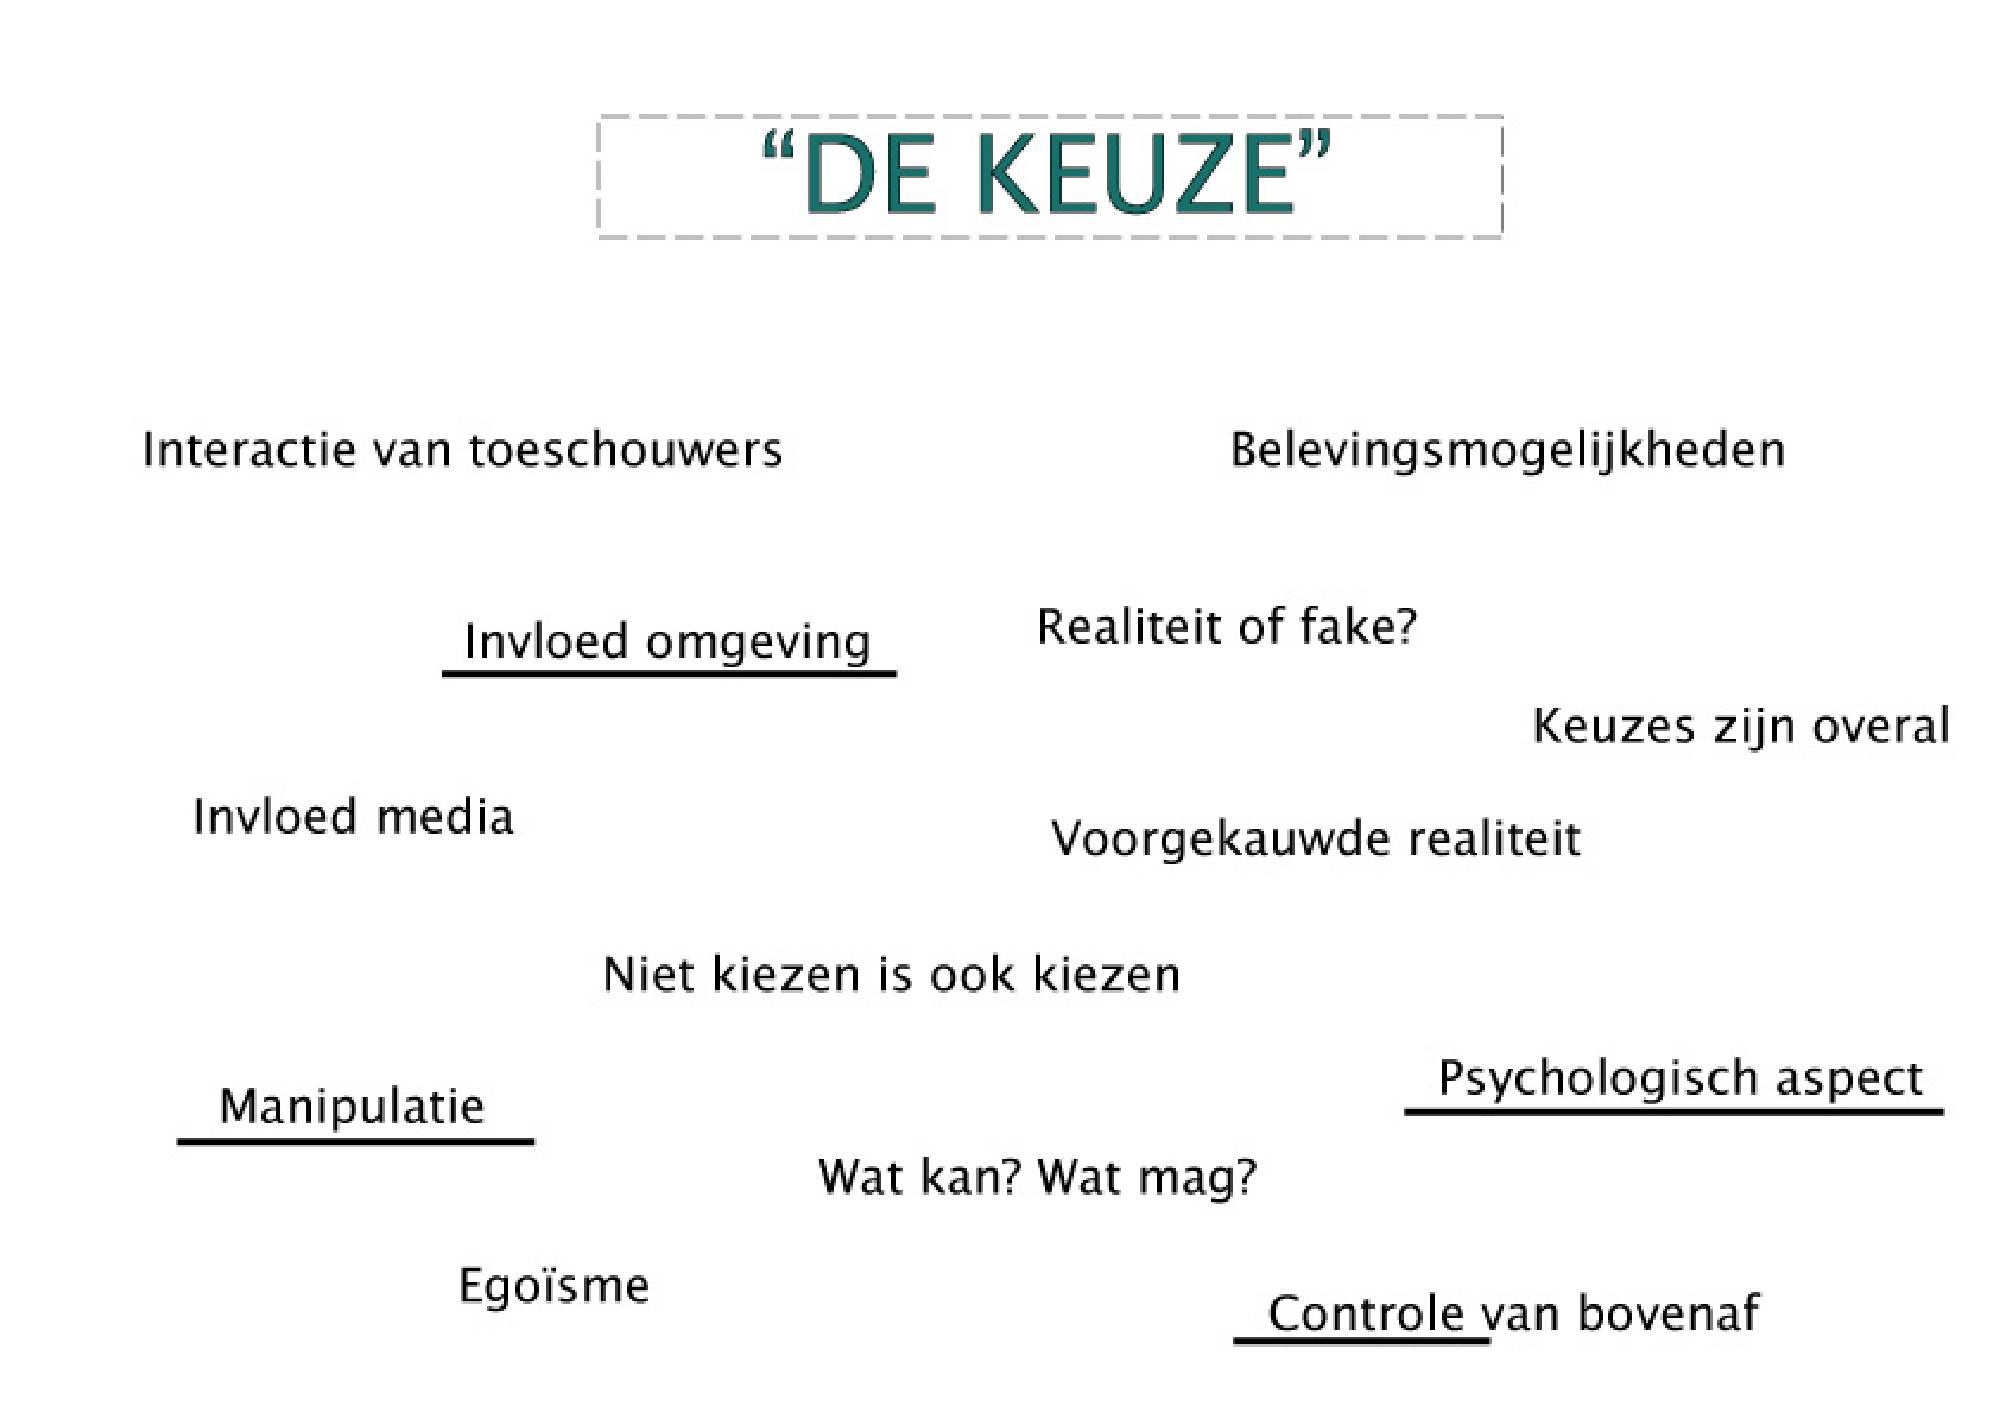 “DE KEUZE”
Interactie van toeschouwers
Belevingsmogelijkheden
Invloed omgeving
Realiteit of fake?
Keuzes zijn overal
Invloed media
Voorgekauwde realiteit
Niet kiezen is ook kiezen
Psychologisch aspect
Manipulatie
Wat kan? Wat mag?
Egoïsme
Controle van bovenaf